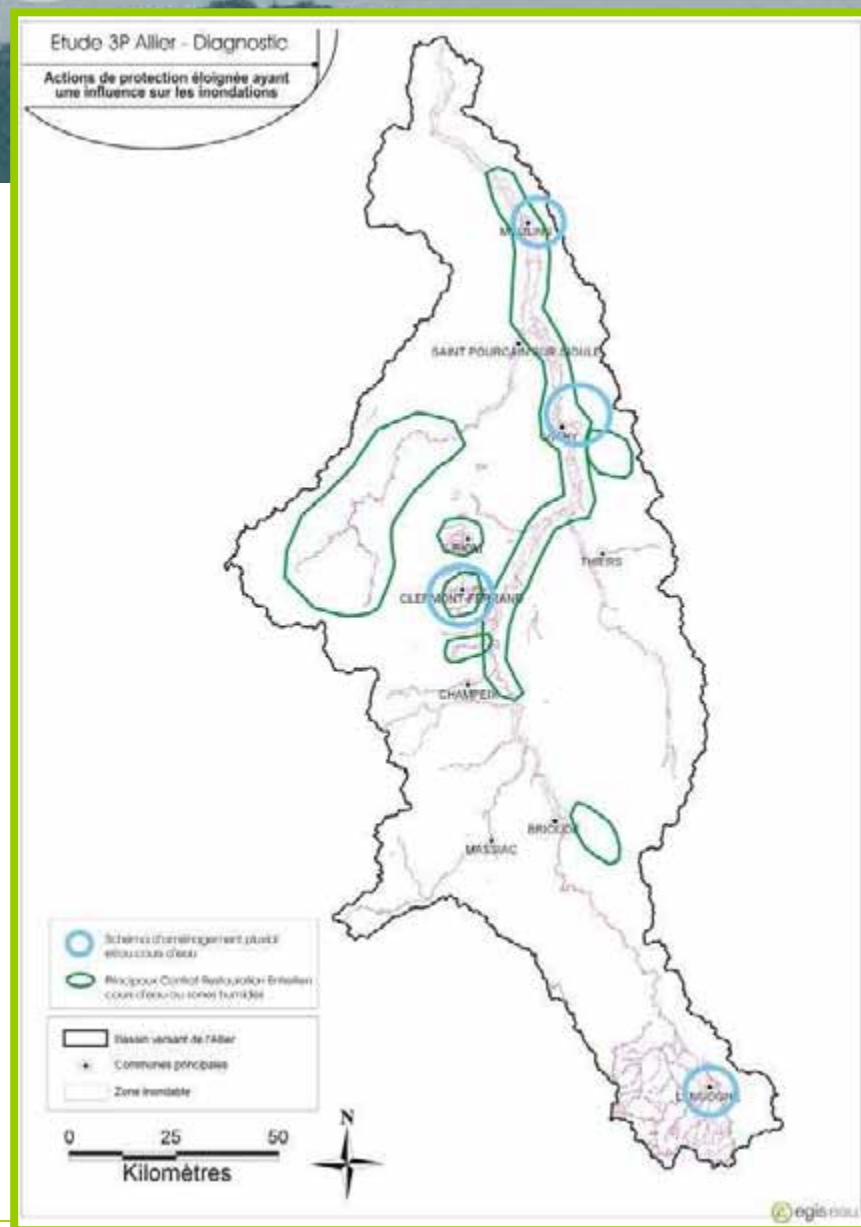 Etude 3P Allier - Diagnostic
Actions de protection éloignée ayant
une influence sur les inondations
MOULINS
SAINT POURCAIN SUR SIOULE
VICHY
RIOM
THIERS
CLERMONT-FERRAND
CHAMPEIX
BRIOUDE
MASSIAC
LANGOGNE
Schéma d'aménagement pluvial
et/ou cours d'eau
Principaux Contrat Restauration Entretien
cours d'eau ou zones humides
Bassin versant de l'Allier
Communes principales
Zone inondable
0 25 50
Kilomètres
N
egis eau